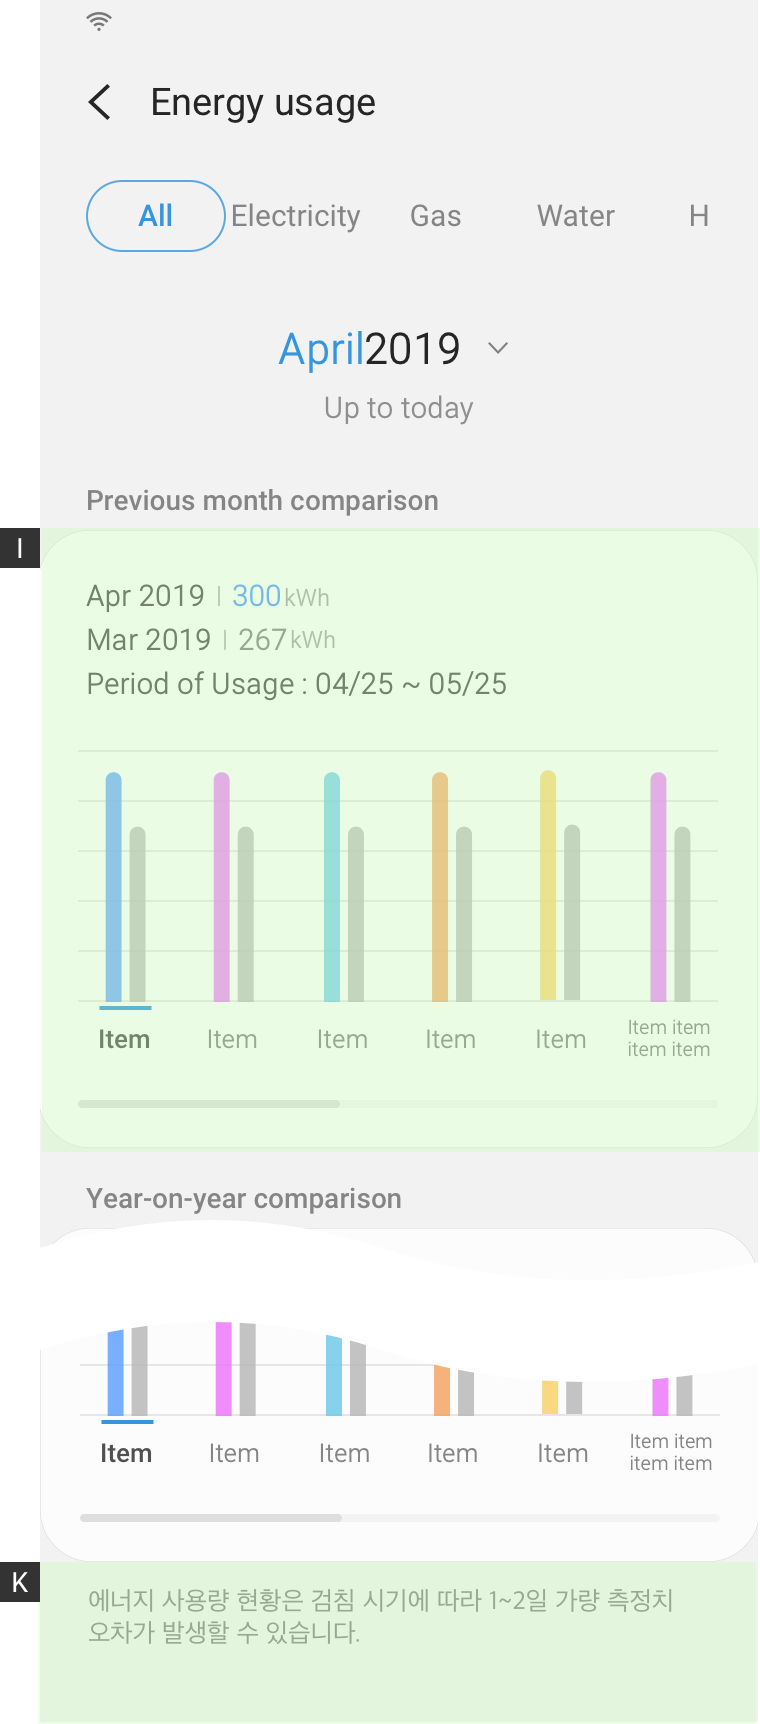 Energy usage
All Electricity Gas Water H
April2019
Up to today
Previous month comparison
I
Apr 2019 | 300kWh
Mar 2019 | 267kWh
Period of Usage : 04/25 ~ 05/25
Item Item Item Item Item Item item
item item
Year-on-year comparison
Item Item Item Item Item Item item
item item
K
에너지 사용량 현황은 검침 시기에 따라 1~2일 가량 측정치
오차가 발생할 수 있습니다.